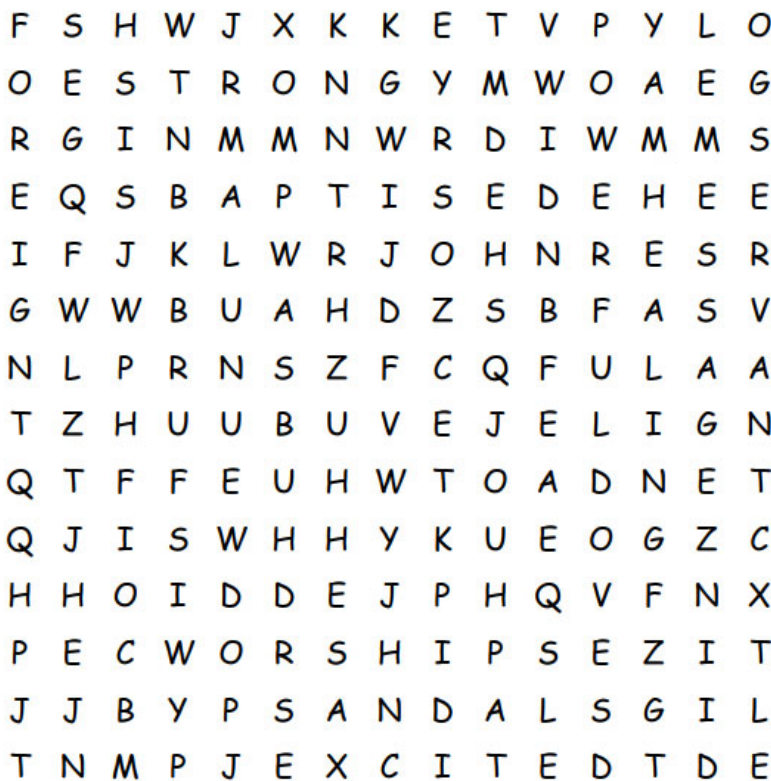 F S H W J X K K E T V P Y L O
O E S T R O N G Y M W O A E G
R G I N M M N W R D I W M M S
E Q S B A P T I S E D E H E E
I F J K L W R J O H N R E S R
G W W B U A H D Z S B F A S V
N L P R N S Z F C Q F U L A A
T Z H U U B U V E J E L I G N
Q T F F E U H W T O A D N E T
Q J I S W H H Y K U E O G Z C
H H O I D D E J P H Q V F N X
P E C W O R S H I P S E Z I T
J J B Y P S A N D A L S G I L
T N M P J E X C I T E D T D E